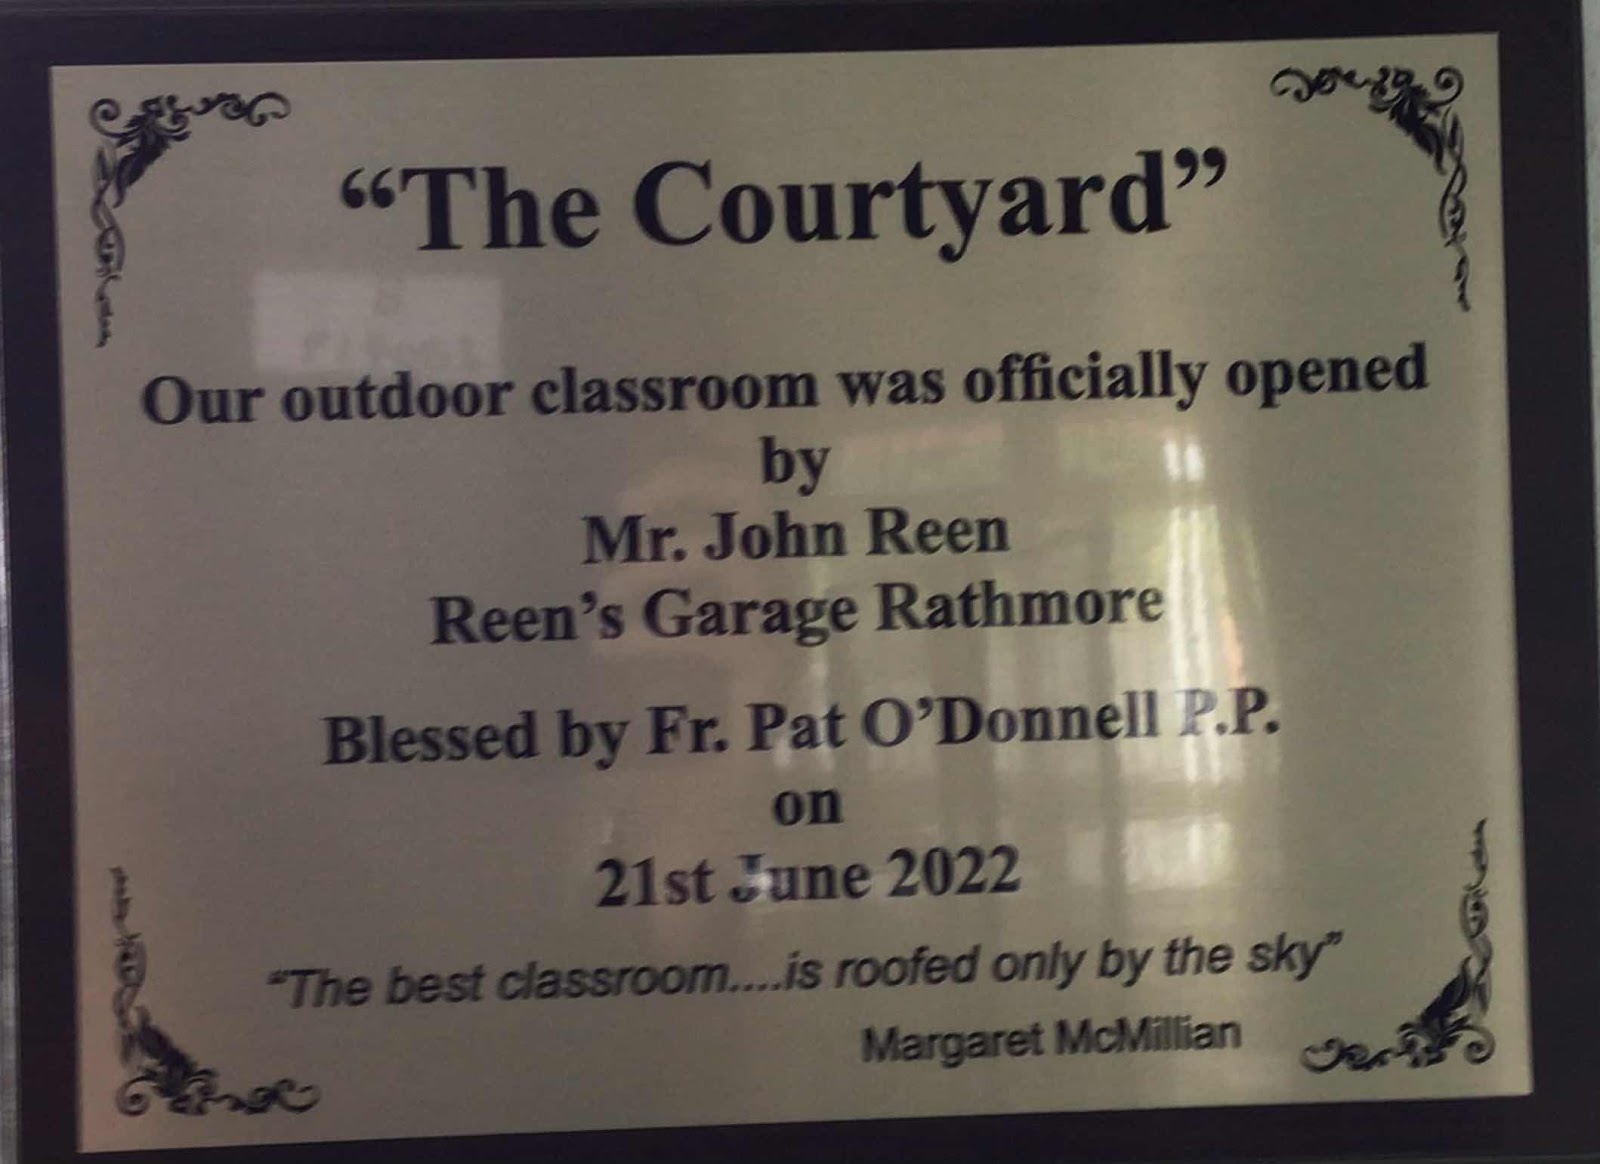 “The Courtyard”
Our outdoor classroom was officially opened
by
Mr. John Reen
Reen’s Garage Rathmore
Blessed by Fr. Pat O’Donnell P.P.
on
21st June 2022
“The best classroom....is roofed only by the sky”
Margaret McMillian